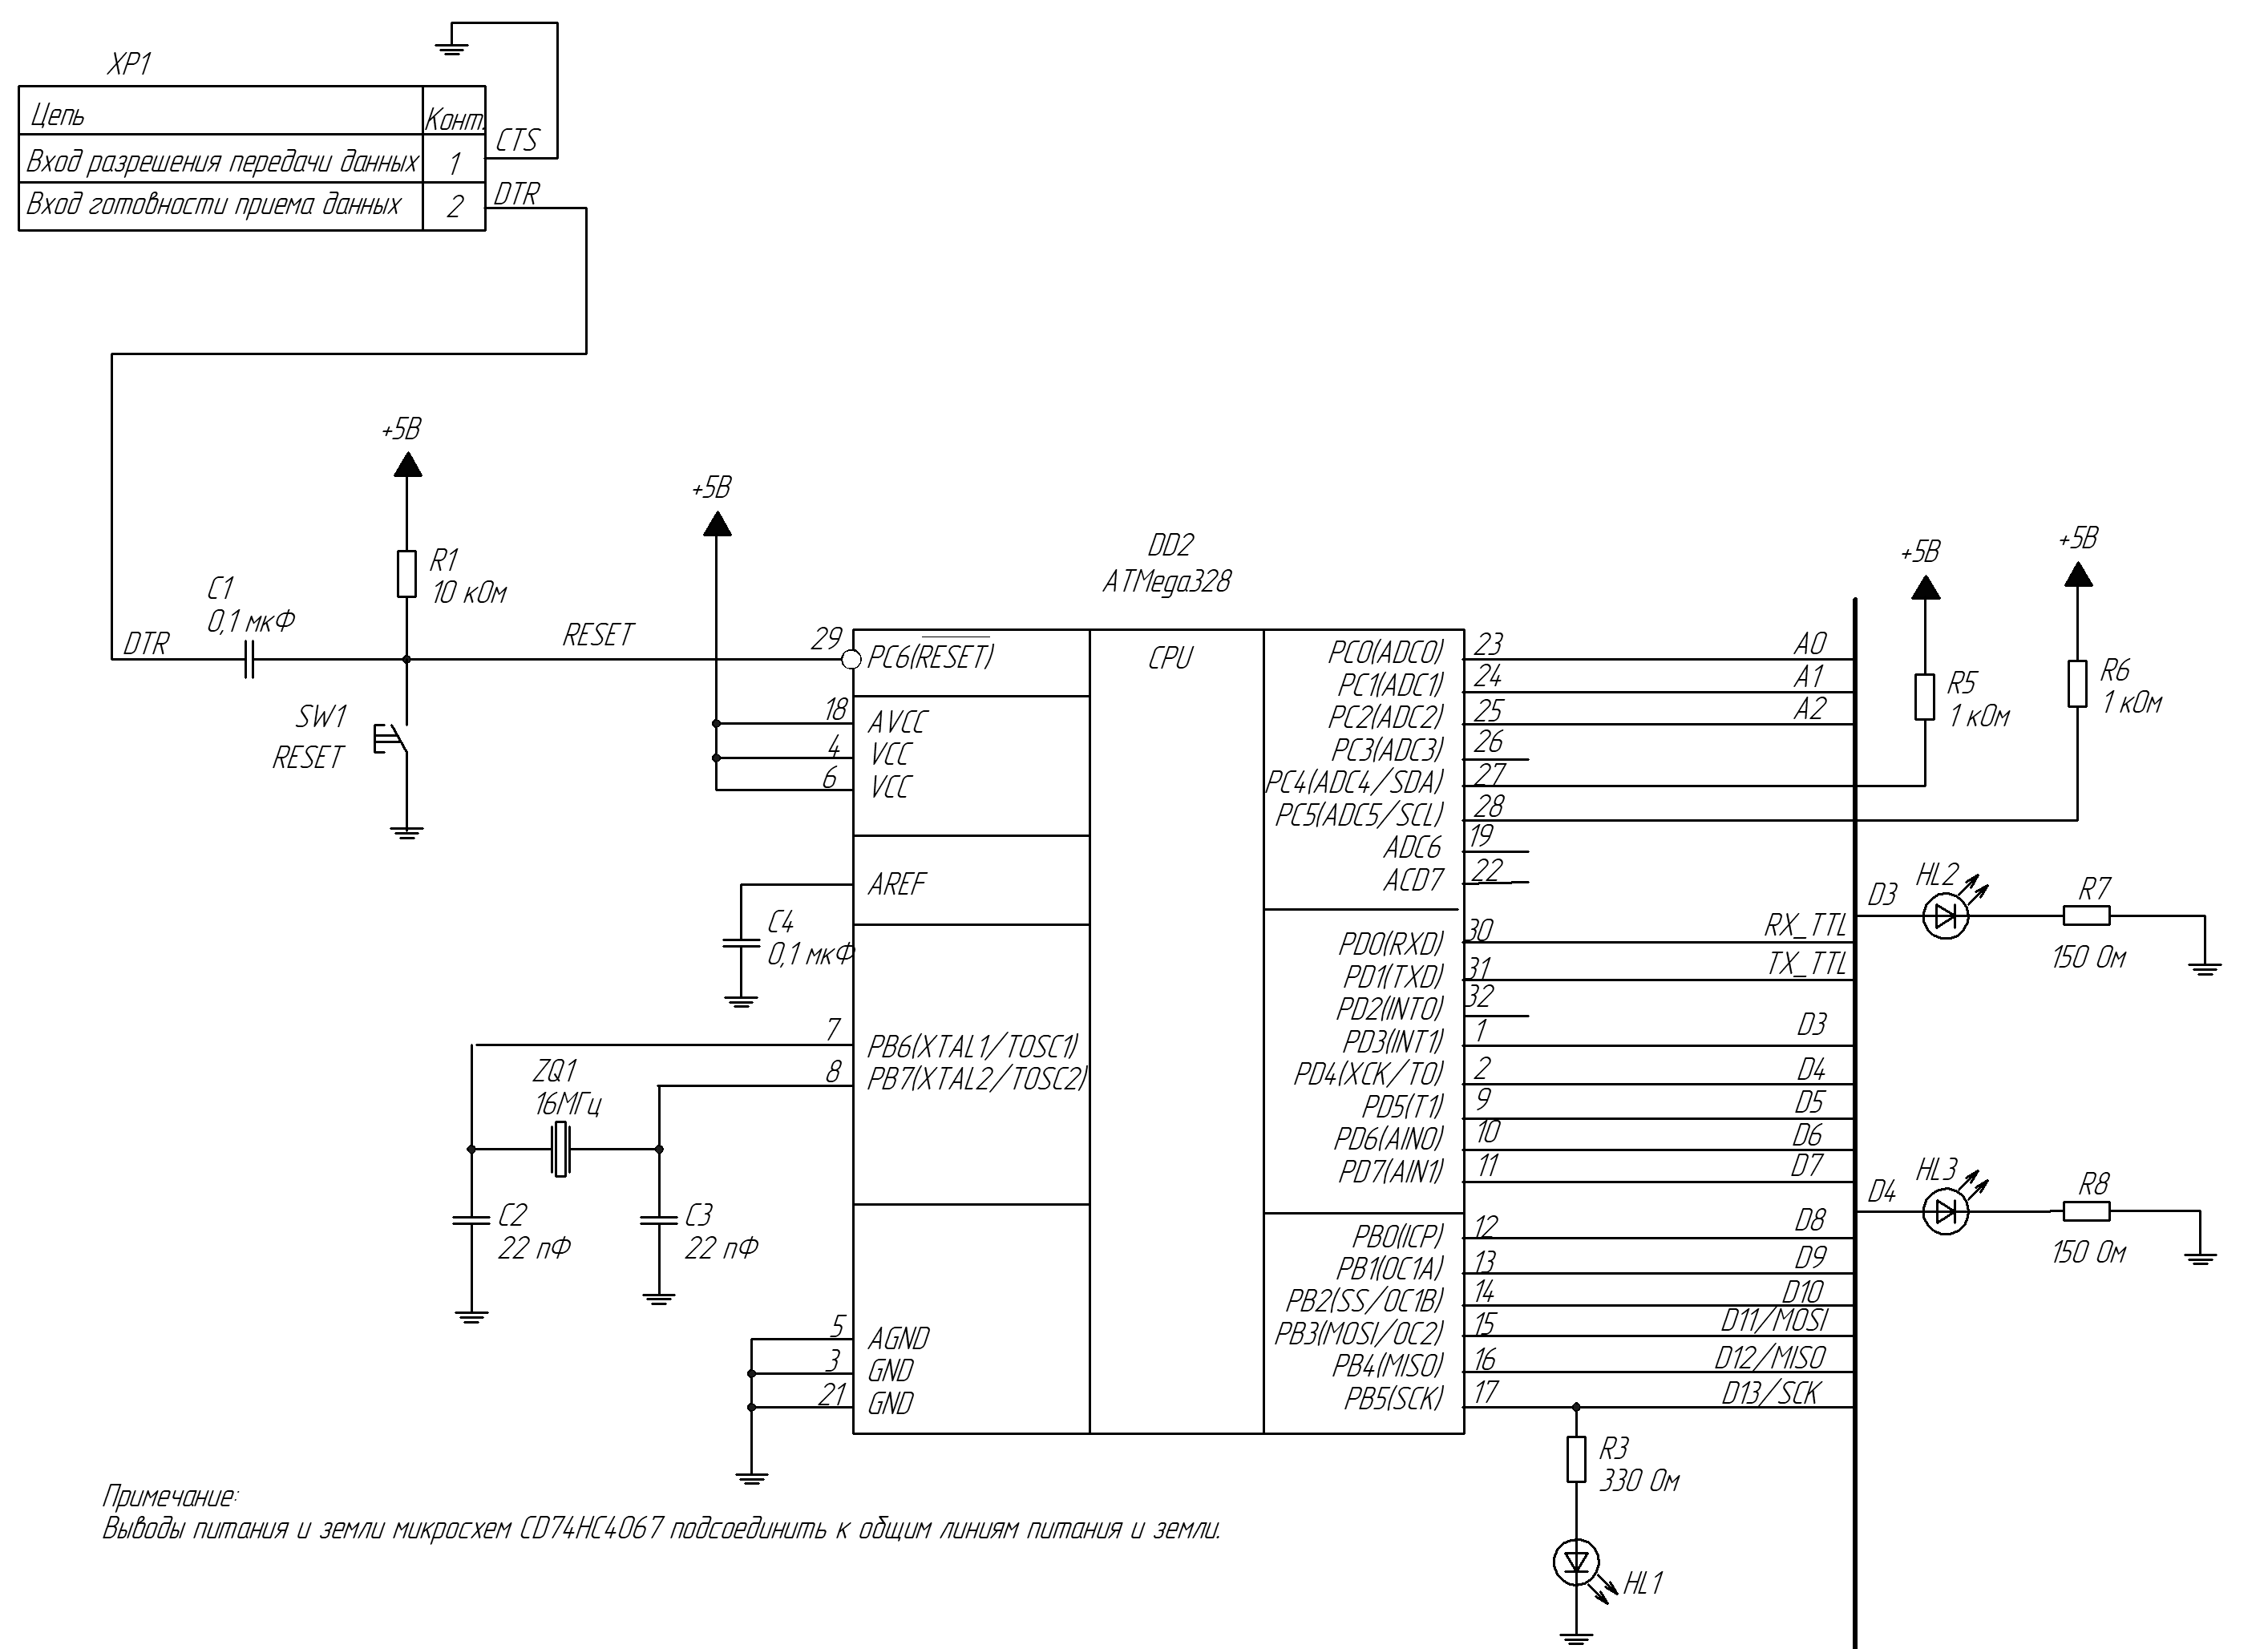 XP1
Цепь
Конт.
Вход разрешения передачи данных
1
CTS
Вход готовности приема данных
2
DTR
+5В
R1
10 кОм
C1
0,1 мкФ
DTR
RESET
SW1
RESET
+5В
DD2
ATMega328
CPU
29
PC6(RESET)
18
AVCC
4
VCC
6
VCC
AREF
C4
0,1 мкФ
7
PB6(XTAL1/TOSC1)
8
PB7(XTAL2/TOSC2)
ZQ1
16МГц
C2
22 пФ
C3
22 пФ
5
AGND
3
GND
21
GND
PC0(ADC0)
23
A0
PC1(ADC1)
24
A1
PC2(ADC2)
25
A2
PC3(ADC3)
26
PC4(ADC4/SDA)
27
PC5(ADC5/SCL)
28
ADC6
19
ACD7
22
PD0(RXD)
30
RX_TTL
PD1(TXD)
31
TX_TTL
PD2(INT0)
32
PD3(INT1)
1
D3
PD4(XCK/T0)
2
D4
PD5(T1)
9
D5
PD6(AIN0)
10
D6
PD7(AIN1)
11
D7
PB0(ICP)
12
D8
PB1(OC1A)
13
D9
PB2(SS/OC1B)
14
D10
PB3(MOSI/OC2)
15
D11/MOSI
PB4(MISO)
16
D12/MISO
PB5(SCK)
17
D13/SCK
R3
330 Ом
HL1
+5В
R5
1 кОм
+5В
R6
1 кОм
D3
HL2
R7
150 Ом
D4
HL3
R8
150 Ом
Примечание:
Выводы питания и земли микросхем CD74HC4067 подсоединить к общим линиям питания и земли.